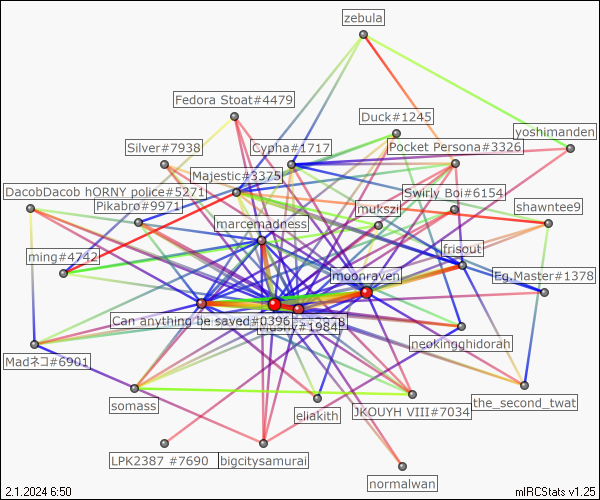 zebula
Fedora Stoat#4479
Duck#1245
yoshimanden
Silver#7938
Cypha#1717
Pocket Persona#3326
Majestic#3375
DacobDacob hORNY police#5271
Swirly Boi#6154
Pikabro#9971
mukszi
shawntee9
marcemadness
frisout
ming#4742
moonraven
Eg.Master#1378
Can anything be saved#0396
#1984
neokingghidorah
Madネコ#6901
somass
the_second_twat
eliakith
JKOUYH VIII#7034
LPK2387 #7690
bigcitysamurai
normalwan
2.1.2024 6:50
mIRCStats v1.25